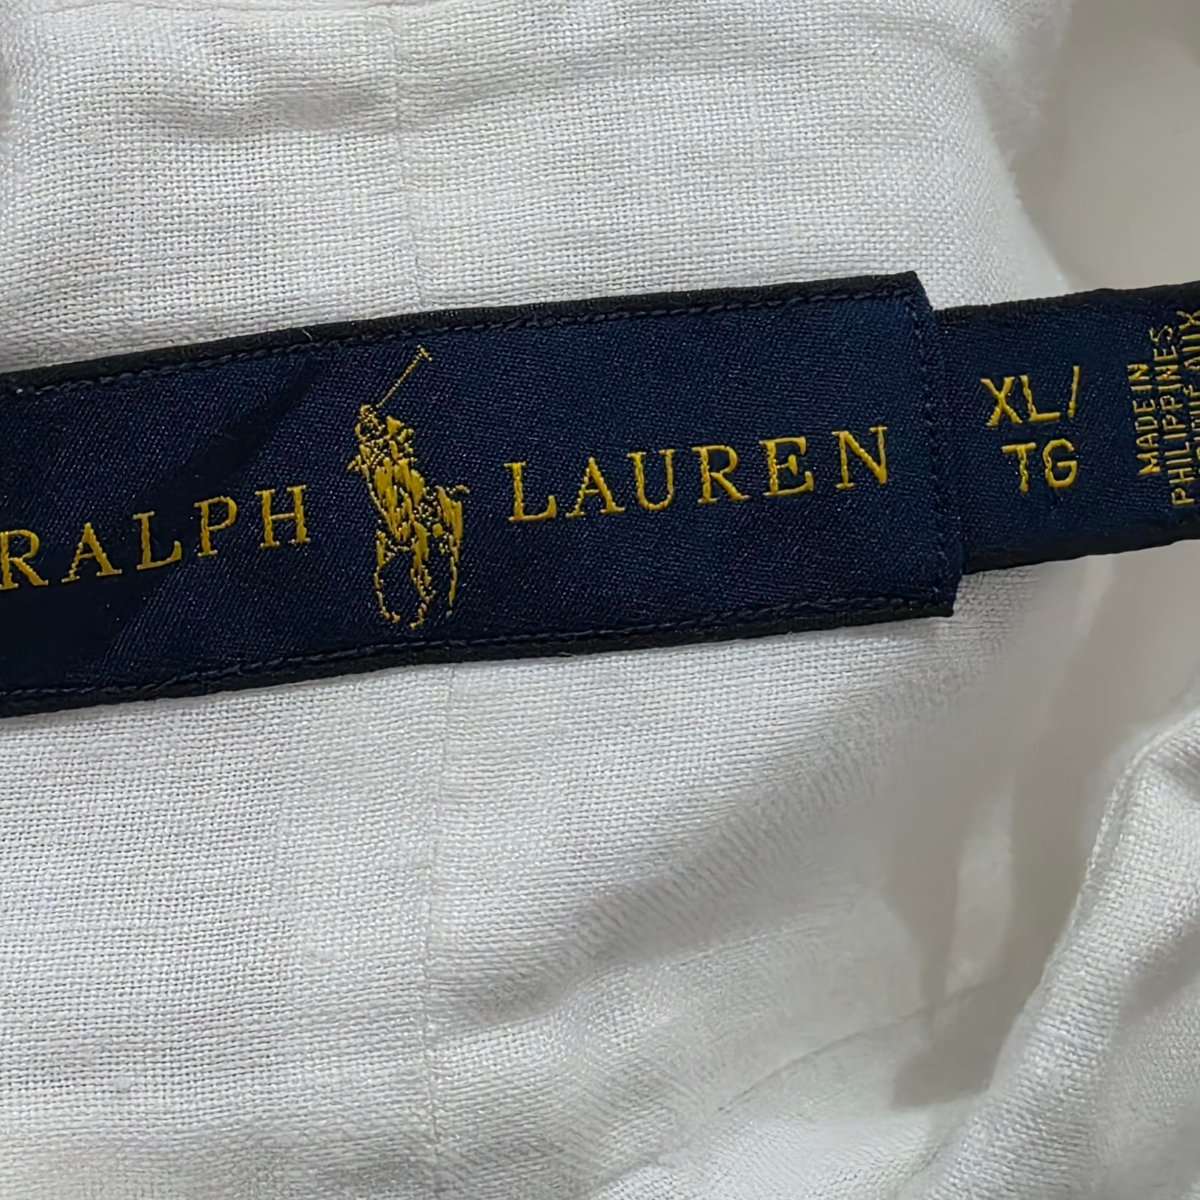 RALPH LAUREN
XL/
TG
MADE IN
PHILIPPINES